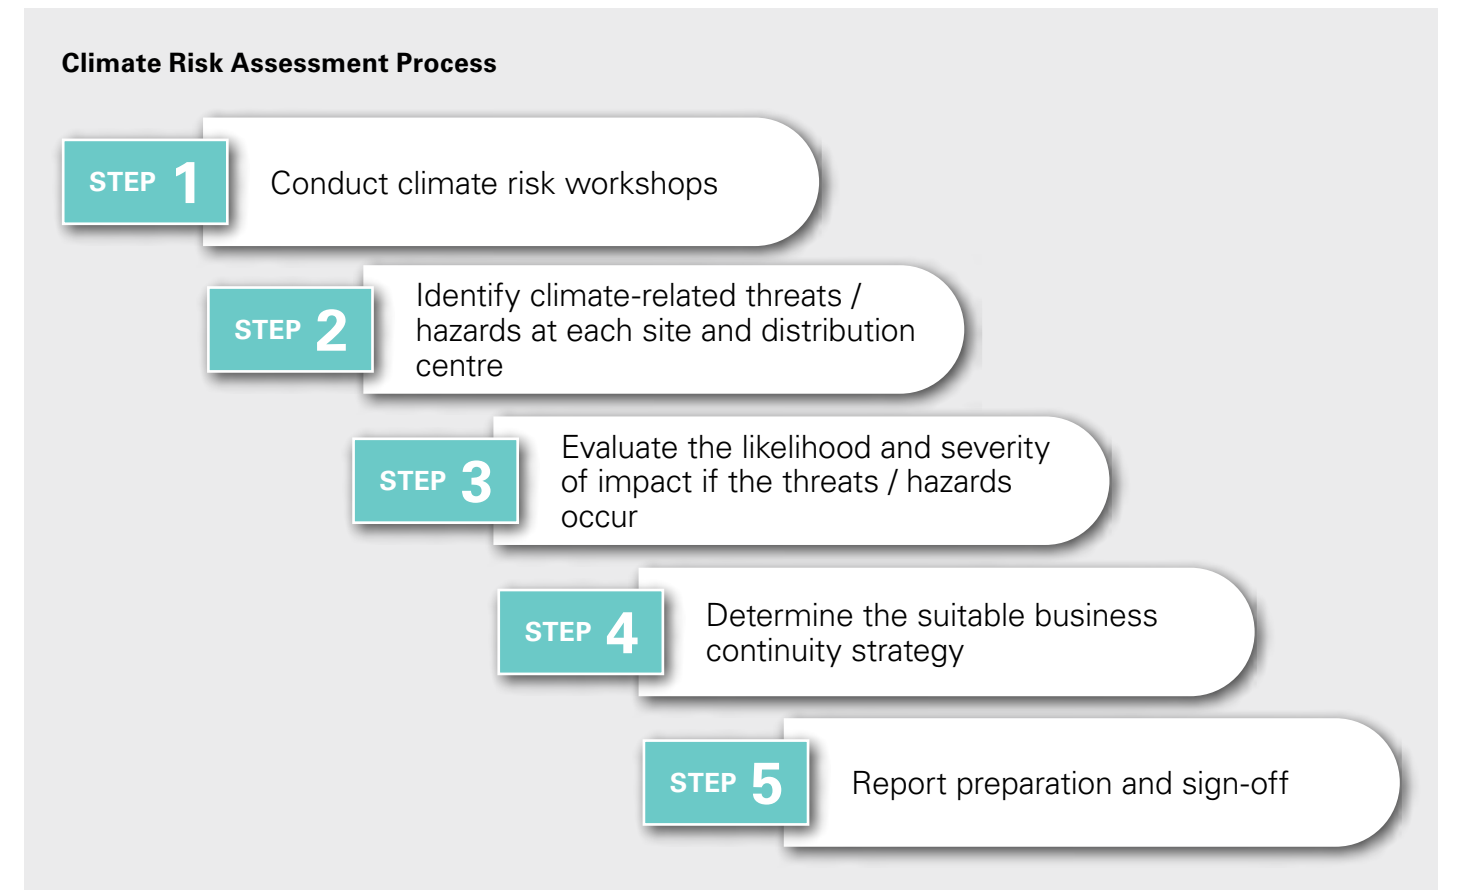 Climate Risk Assessment Process
STEP 1
Conduct climate risk workshops
STEP 2
Identify climate-related threats /
hazards at each site and distribution
centre
STEP 3
Evaluate the likelihood and severity
of impact if the threats / hazards
occur
STEP 4
Determine the suitable business
continuity strategy
STEP 5
Report preparation and sign-off